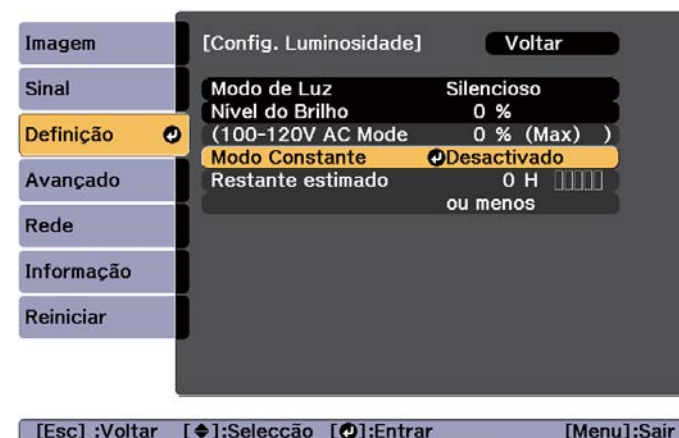 Imagem
Sinal
Definição
Avançado
Rede
Informação
Reiniciar
[Config. Luminosidade] Voltar
Modo de Luz Silencioso
Nível do Brilho 0 %
(100-120V AC Mode 0 % (Max) )
Modo Constante Desactivado
Restante estimado 0 H
ou menos
[Esc] :Voltar [ ]:Selecção [ ]:Entrar [Menu]:Sair